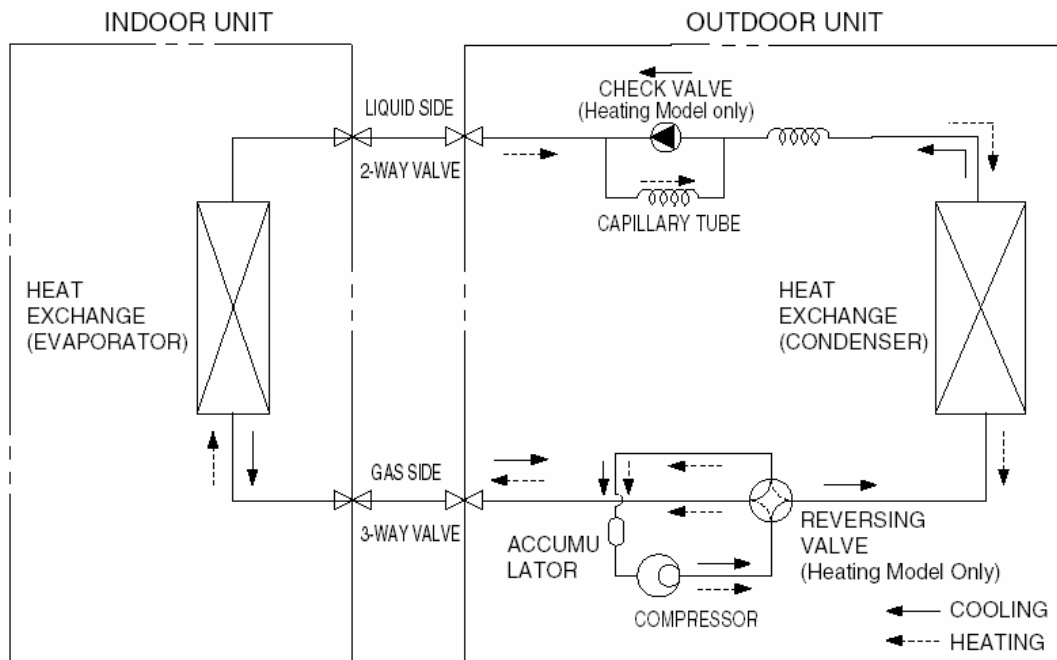 INDOOR UNIT
OUTDOOR UNIT
LIQUID SIDE
2-WAY VALVE
CHECK VALVE
(Heating Model only)
CAPILLARY TUBE
HEAT
EXCHANGE
(EVAPORATOR)
HEAT
EXCHANGE
(CONDENSER)
GAS SIDE
3-WAY VALVE
ACCUMU
LATOR
COMPRESSOR
REVERSING
VALVE
(Heating Model Only)
COOLING
HEATING